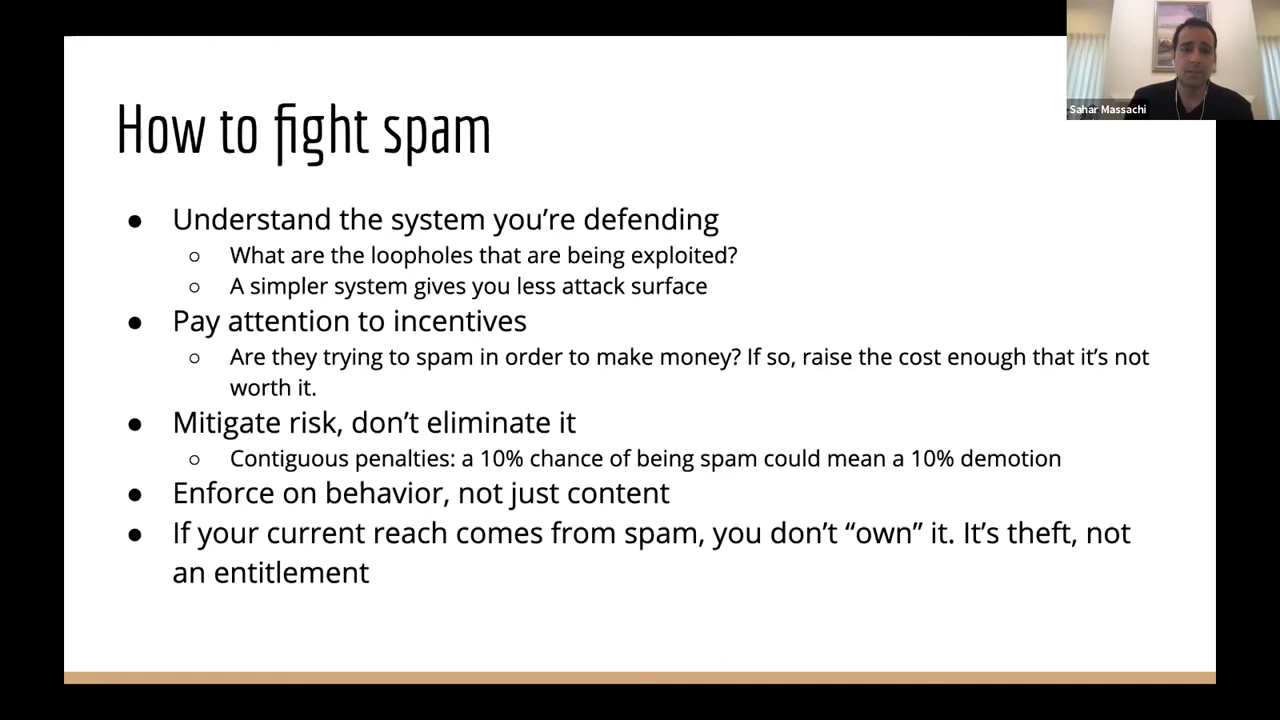 Sahar Massachi
How to fight spam
● Understand the system you’re defending
○ What are the loopholes that are being exploited?
○ A simpler system gives you less attack surface
● Pay attention to incentives
○ Are they trying to spam in order to make money? If so, raise the cost enough that it’s not
worth it.
● Mitigate risk, don’t eliminate it
○ Contiguous penalties: a 10% chance of being spam could mean a 10% demotion
● Enforce on behavior, not just content
● If your current reach comes from spam, you don’t “own” it. It’s theft, not
an entitlement